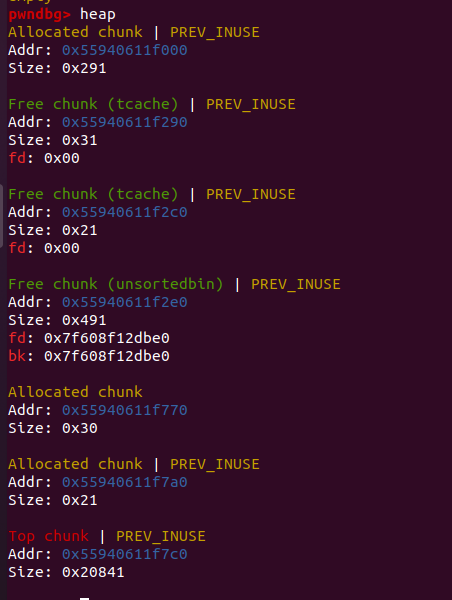 pwndbg> heap
Allocated chunk | PREV_INUSE
Addr: 0x55940611f000
Size: 0x291
Free chunk (tcache) | PREV_INUSE
Addr: 0x55940611f290
Size: 0x31
fd: 0x00
Free chunk (tcache) | PREV_INUSE
Addr: 0x55940611f2c0
Size: 0x21
fd: 0x00
Free chunk (unsortedbin) | PREV_INUSE
Addr: 0x55940611f2e0
Size: 0x491
fd: 0x7f608f12dbe0
bk: 0x7f608f12dbe0
Allocated chunk
Addr: 0x55940611f770
Size: 0x30
Allocated chunk | PREV_INUSE
Addr: 0x55940611f7a0
Size: 0x21
Top chunk | PREV_INUSE
Addr: 0x55940611f7c0
Size: 0x20841